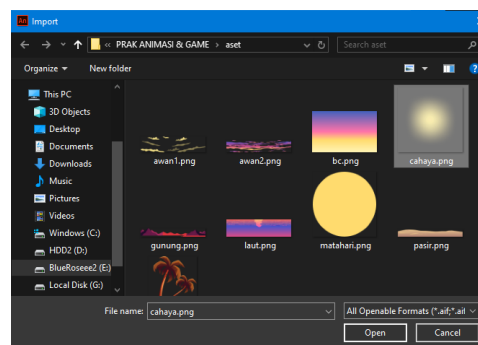 An Import
« PRAK ANIMASI & GAME › aset
Search aset
Organize
New folder
This PC
3D Objects
Desktop
Documents
Downloads
Music
Pictures
Videos
Windows (C:)
HDD2 (D:)
BlueRoseee2 (E:)
Local Disk (G:)
awan1.png
awan2.png
bc.png
cahaya.png
gunung.png
laut.png
matahari.png
pasir.png
File name: cahaya.png
All Openable Formats (*.aif;*.aif
Open
Cancel